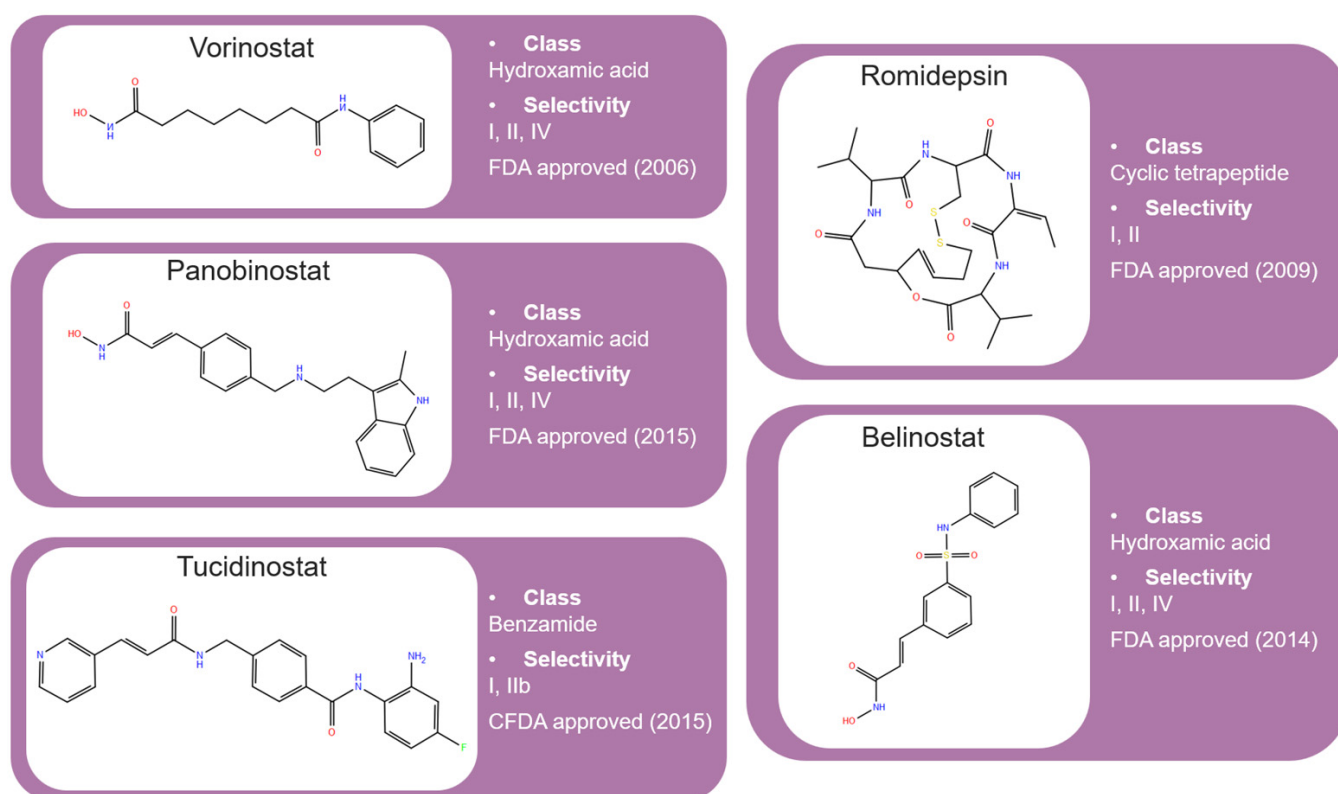 Vorinostat
• Class
Hydroxamic acid
• Selectivity
I, II, IV
FDA approved (2006)
O
HO
N
H
O
H
N
Panobinostat
• Class
Hydroxamic acid
• Selectivity
I, II, IV
FDA approved (2015)
O
HO
N
H
H
N
NH
Tucidinostat
• Class
Benzamide
• Selectivity
I, IIb
CFDA approved (2015)
O
N
N
H
H
N
NH₂
O
F
Romidepsin
• Class
Cyclic tetrapeptide
• Selectivity
I, II
FDA approved (2009)
O
H
N
NH
O
S
NH
O
O
S
NH
O
O
Belinostat
• Class
Hydroxamic acid
• Selectivity
I, II, IV
FDA approved (2014)
HN
O
S
O
O
NH
HO